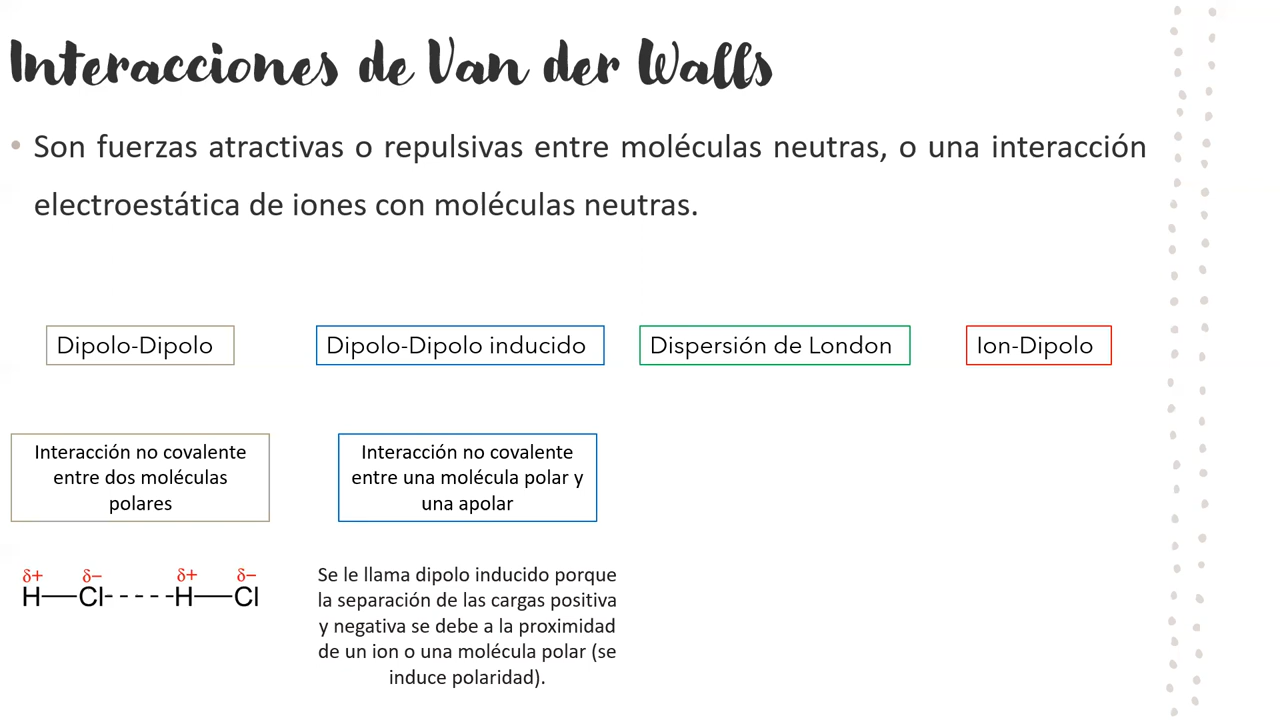 Interacciones de Van der Walls
• Son fuerzas atractivas o repulsivas entre moléculas neutras, o una interacción
electroestática de iones con moléculas neutras.
Dipolo-Dipolo
Dipolo-Dipolo inducido
Dispersión de London
Ion-Dipolo
Interacción no covalente
entre dos moléculas
polares
Interacción no covalente
entre una molécula polar y
una apolar
δ+ δ− δ+ δ−
H—Cl-----H—Cl
Se le llama dipolo inducido porque
la separación de las cargas positiva
y negativa se debe a la proximidad
de un ion o una molécula polar (se
induce polaridad).